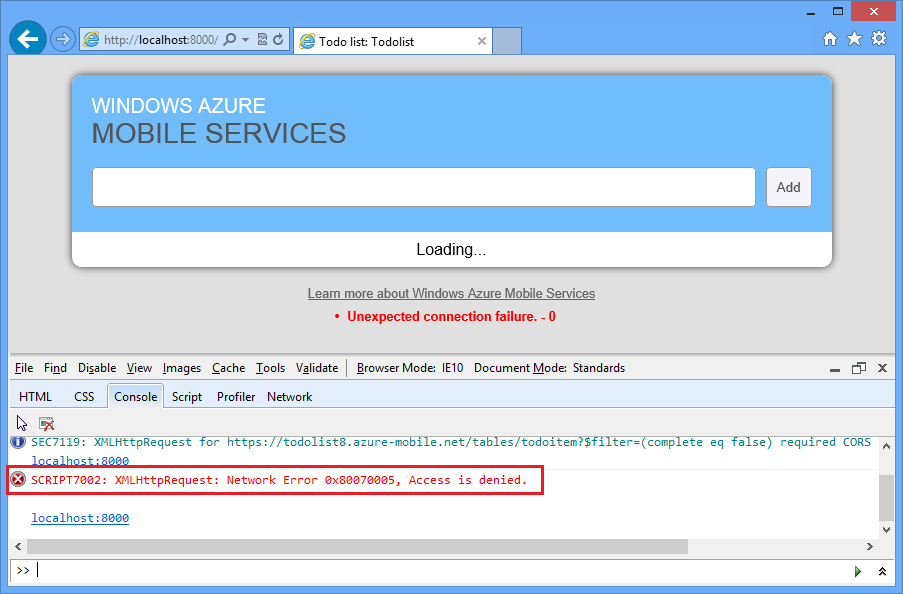 http://localhost:8000/
Todo list: Todolist
WINDOWS AZURE
MOBILE SERVICES
Add
Loading...
Learn more about Windows Azure Mobile Services
• Unexpected connection failure. - 0
File Find Disable View Images Cache Tools Validate Browser Mode: IE10 Document Mode: Standards
HTML CSS Console Script Profiler Network
SEC7119: XMLHttpRequest for https://todolist8.azure-mobile.net/tables/todoitem?$filter=(complete eq false) required CORS
localhost:8000
SCRIPT7002: XMLHttpRequest: Network Error 0x80070005, Access is denied.
localhost:8000
>>